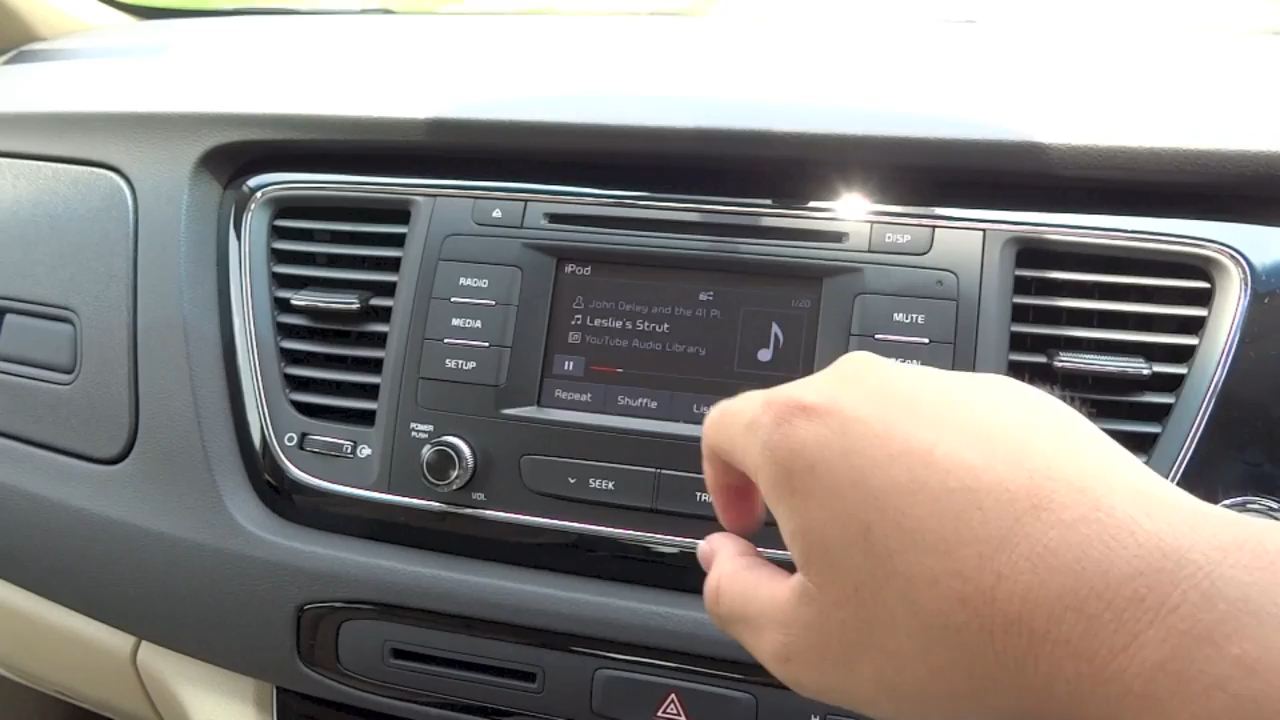 DISP
iPod
RADIO
John Deley and the 41 Pl
1/20
MEDIA
Leslie's Strut
MUTE
YouTube Audio Library
SETUP
Repeat
Shuffle
POWER
PUSH
VOL
SEEK